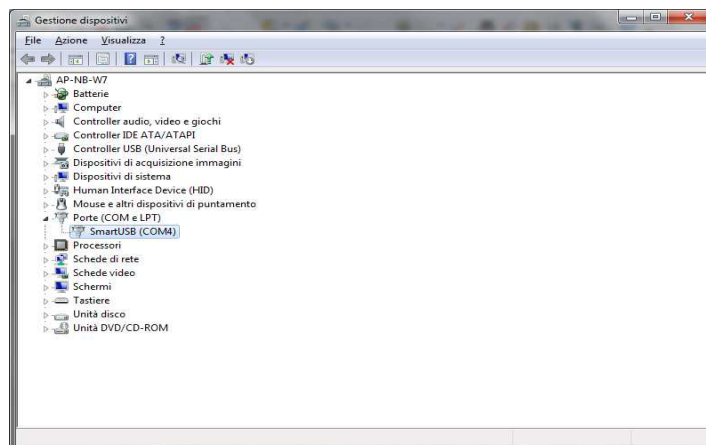 Gestione dispositivi
File Azione Visualizza ?
AP-NB-W7
Batterie
Computer
Controller audio, video e giochi
Controller IDE ATA/ATAPI
Controller USB (Universal Serial Bus)
Dispositivi di acquisizione immagini
Dispositivi di sistema
Human Interface Device (HID)
Mouse e altri dispositivi di puntamento
Porte (COM e LPT)
SmartUSB (COM4)
Processori
Schede di rete
Schede video
Schermi
Tastiere
Unità disco
Unità DVD/CD-ROM